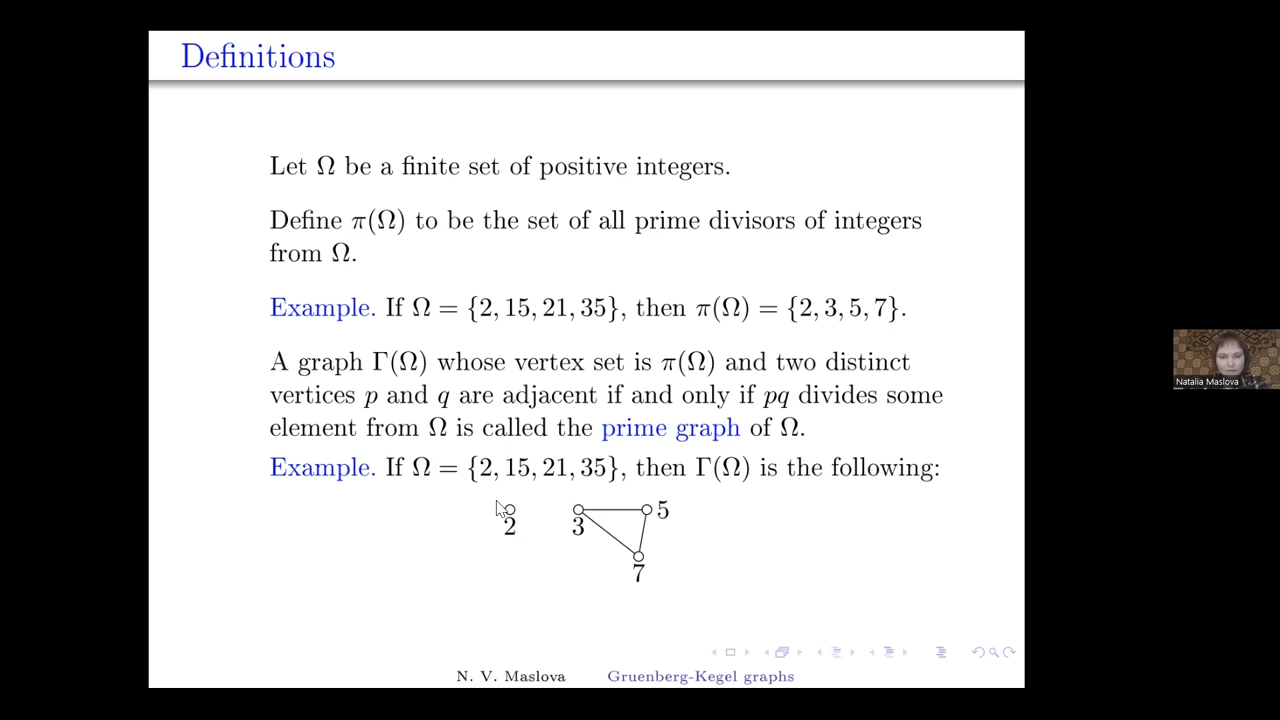 Definitions
Let Ω be a finite set of positive integers.
Define π(Ω) to be the set of all prime divisors of integers
from Ω.
Example. If Ω = {2, 15, 21, 35}, then π(Ω) = {2, 3, 5, 7}.
A graph Γ(Ω) whose vertex set is π(Ω) and two distinct
vertices p and q are adjacent if and only if pq divides some
element from Ω is called the prime graph of Ω.
Example. If Ω = {2, 15, 21, 35}, then Γ(Ω) is the following:
2
3
5
7
N. V. Maslova Gruenberg-Kegel graphs
Natalia Maslova